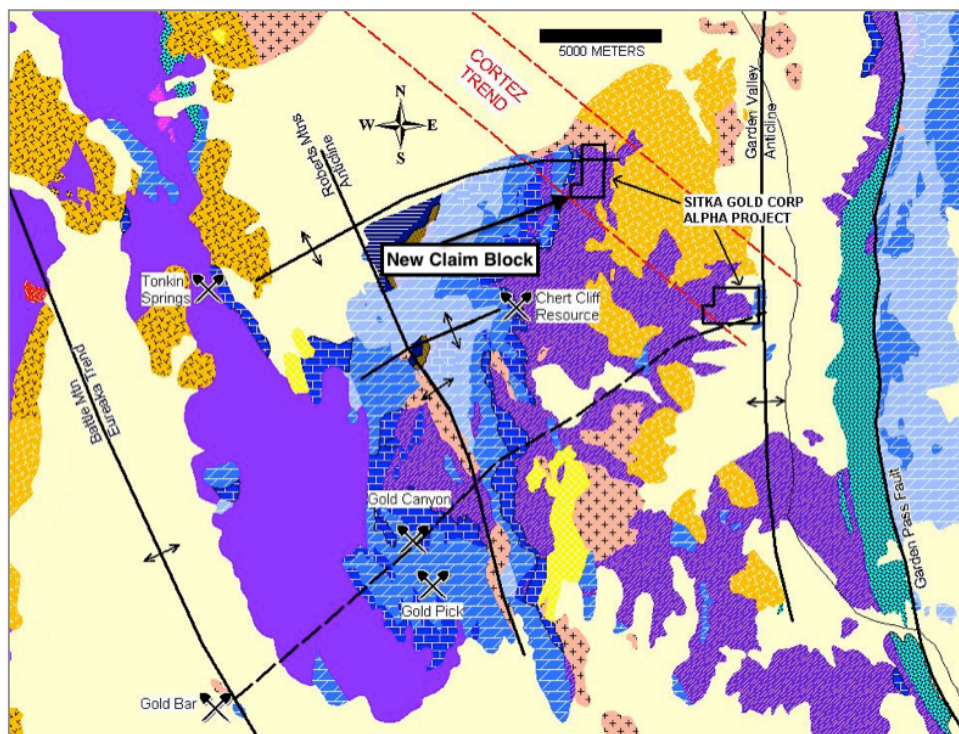 5000 METERS
CORTEZ
TREND
N
W E
S
Roberts Mtns
Anticline
Garden Valley
Anticline
SITKA GOLD CORP
ALPHA PROJECT
New Claim Block
Tonkin
Springs
Chert Cliff
Resource
Battle Mtn
Eureaka Trend
Gold Canyon
Gold Pick
Garden Pass Fault
Gold Bar